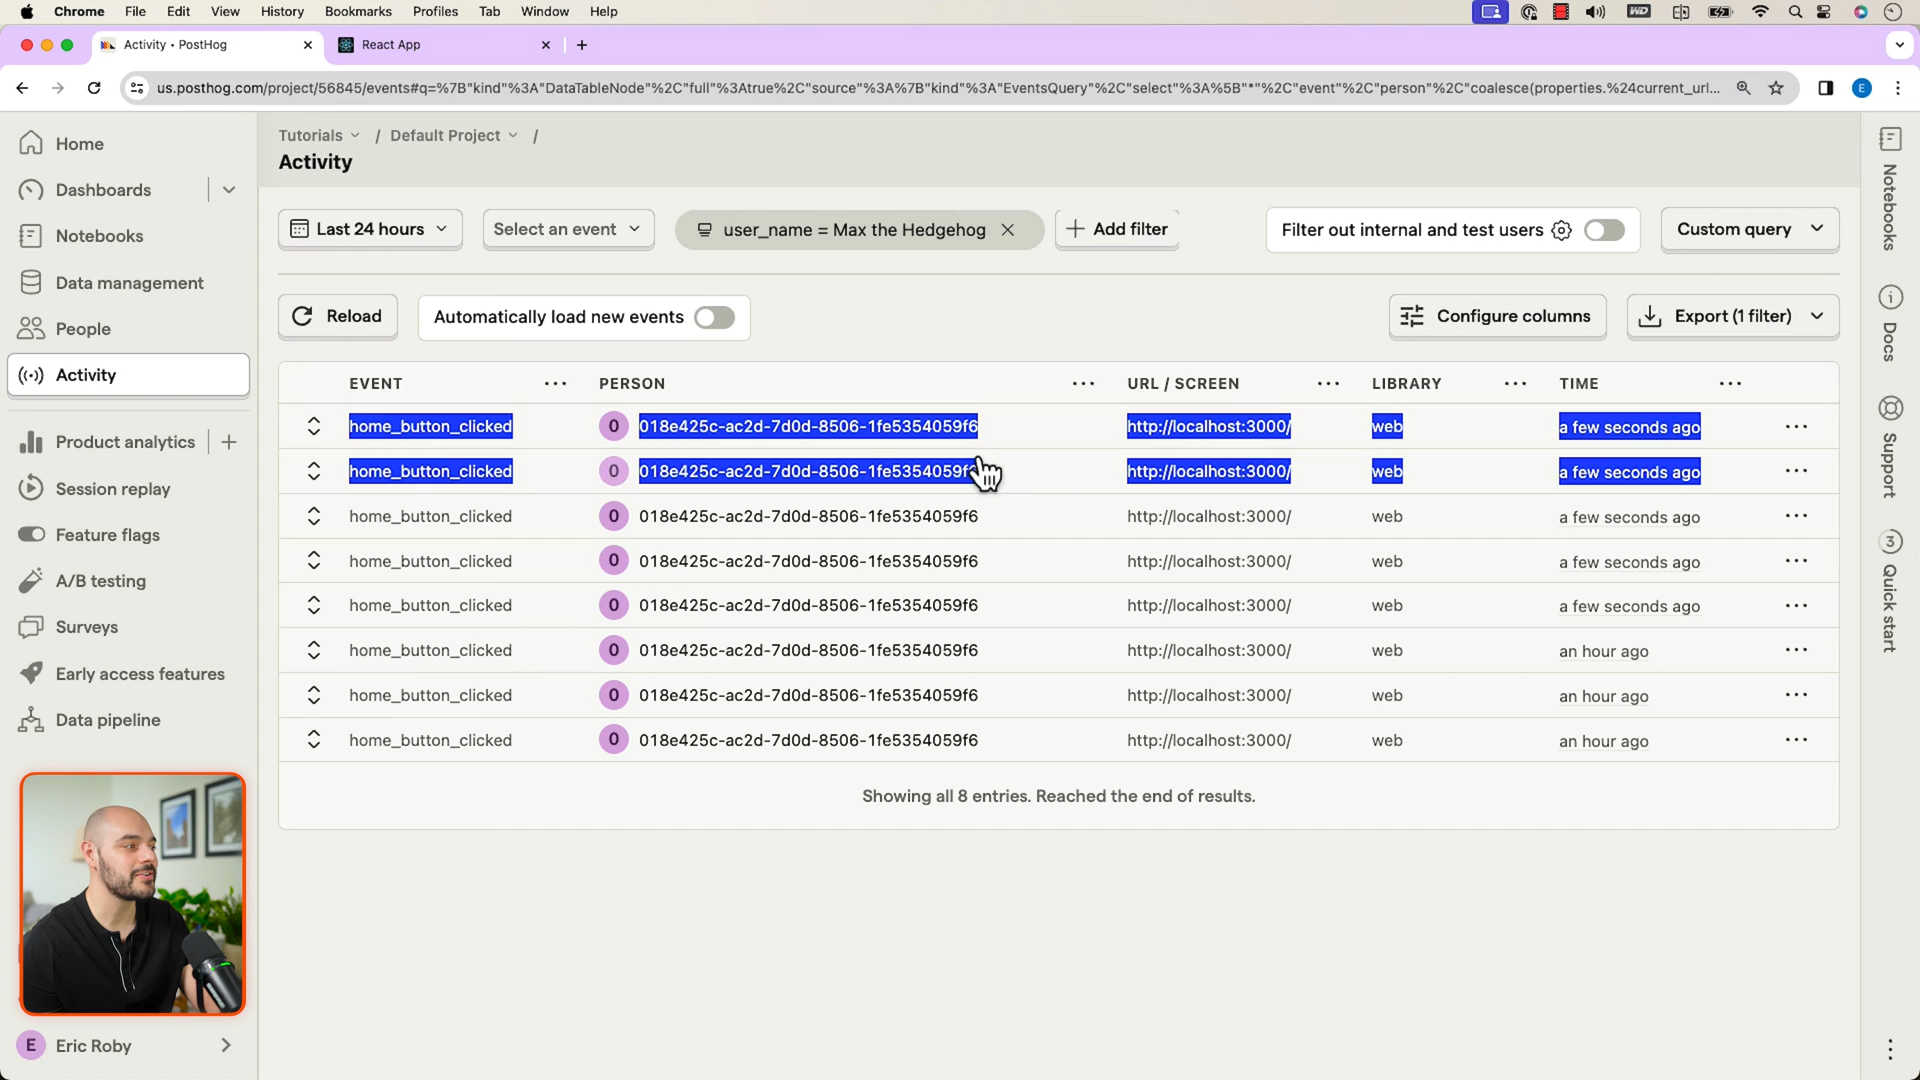 Chrome File Edit View History Bookmarks Profiles Tab Window Help
WD
Activity • PostHog
React App
us.posthog.com/project/56845/events#q=%7B"kind"%3A"DataTableNode"%2C"full"%3Atrue%2C"source"%3A%7B"kind"%3A"EventsQuery"%2C"select"%3A%5B"*"%2C"event"%2C"person"%2C"coalesce(properties.%24current_url...
E
Home
Dashboards
Notebooks
Data management
People
Activity
Product analytics
Session replay
Feature flags
A/B testing
Surveys
Early access features
Data pipeline
E Eric Roby
Tutorials / Default Project /
Activity
Last 24 hours
Select an event
user_name = Max the Hedgehog
Add filter
Filter out internal and test users
Custom query
Reload
Automatically load new events
Configure columns
Export (1 filter)
EVENT PERSON URL / SCREEN LIBRARY TIME
home_button_clicked 0 018e425c-ac2d-7d0d-8506-1fe5354059f6 http://localhost:3000/ web a few seconds ago
home_button_clicked 0 018e425c-ac2d-7d0d-8506-1fe5354059f http://localhost:3000/ web a few seconds ago
home_button_clicked 0 018e425c-ac2d-7d0d-8506-1fe5354059f6 http://localhost:3000/ web a few seconds ago
home_button_clicked 0 018e425c-ac2d-7d0d-8506-1fe5354059f6 http://localhost:3000/ web a few seconds ago
home_button_clicked 0 018e425c-ac2d-7d0d-8506-1fe5354059f6 http://localhost:3000/ web a few seconds ago
home_button_clicked 0 018e425c-ac2d-7d0d-8506-1fe5354059f6 http://localhost:3000/ web an hour ago
home_button_clicked 0 018e425c-ac2d-7d0d-8506-1fe5354059f6 http://localhost:3000/ web an hour ago
home_button_clicked 0 018e425c-ac2d-7d0d-8506-1fe5354059f6 http://localhost:3000/ web an hour ago
Showing all 8 entries. Reached the end of results.
Notebooks
Docs
Support
3 Quick start